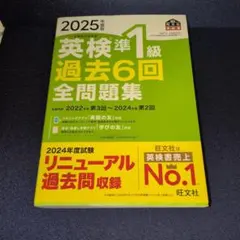 2025年度版
英検準1級
過去6回
全問題集
2022年度 第3回～2024年度 第2回
2024年度試験
リニューアル
過去問収録
旺文社は
英検書売上
No.1
旺文社